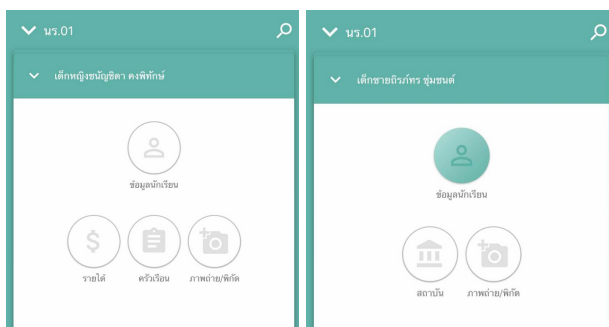 นร.01
เด็กหญิงชนัญชิดา คงพิทักษ์
ข้อมูลนักเรียน
รายได้
ครัวเรือน
ภาพถ่าย/พิกัด
นร.01
เด็กชายถิรภัทร ชุ่มชนต์
ข้อมูลนักเรียน
สถาบัน
ภาพถ่าย/พิกัด